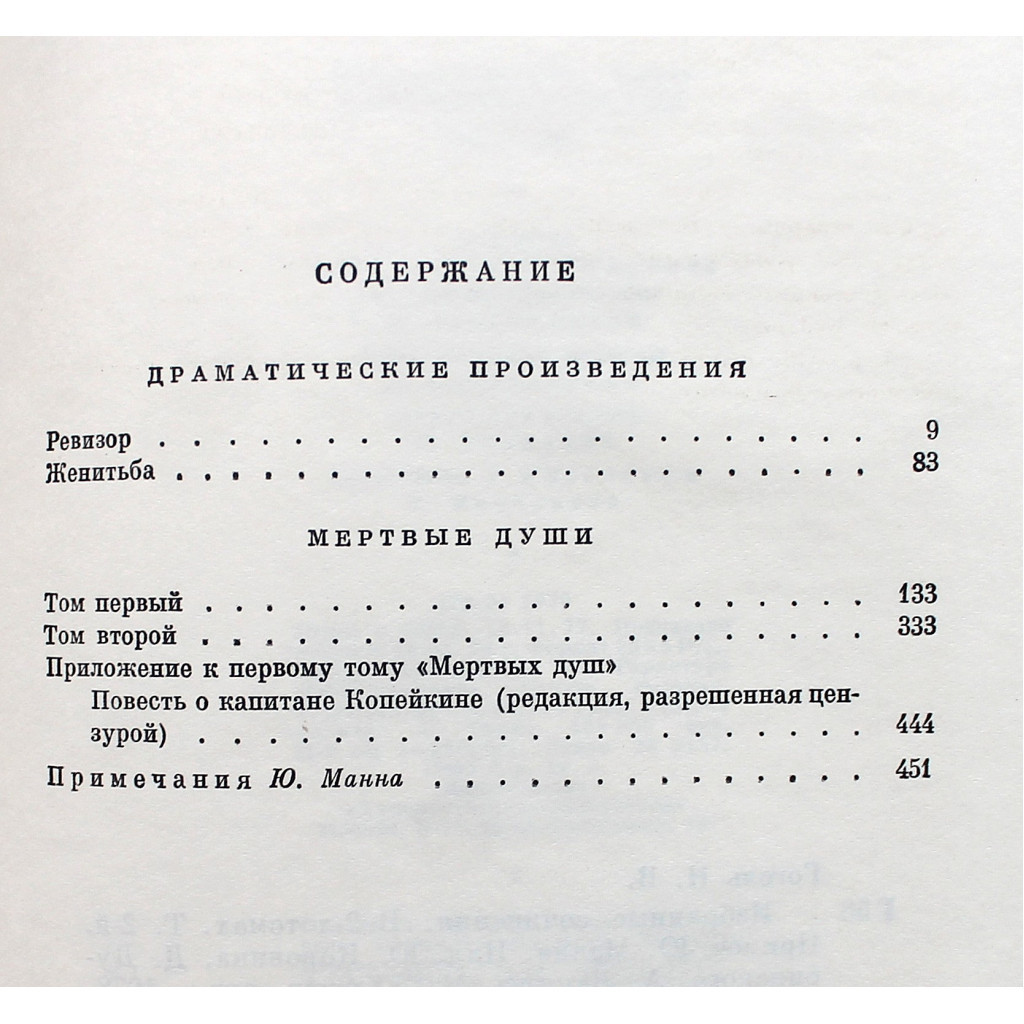 СОДЕРЖАНИЕ
ДРАМАТИЧЕСКИЕ ПРОИЗВЕДЕНИЯ
Ревизор . . . . . . . . . . . . . . . . . . . . 9
Женитьба . . . . . . . . . . . . . . . . . . . . 83
МЕРТВЫЕ ДУШИ
Том первый . . . . . . . . . . . . . . . . . . . 133
Том второй . . . . . . . . . . . . . . . . . . . 333
Приложение к первому тому «Мертвых душ»
Повесть о капитане Копейкине (редакция, разрешенная цен-
зурой) . . . . . . . . . . . . . . . . . . . . 444
Примечания Ю. Манна . . . . . . . . . . . . . 451